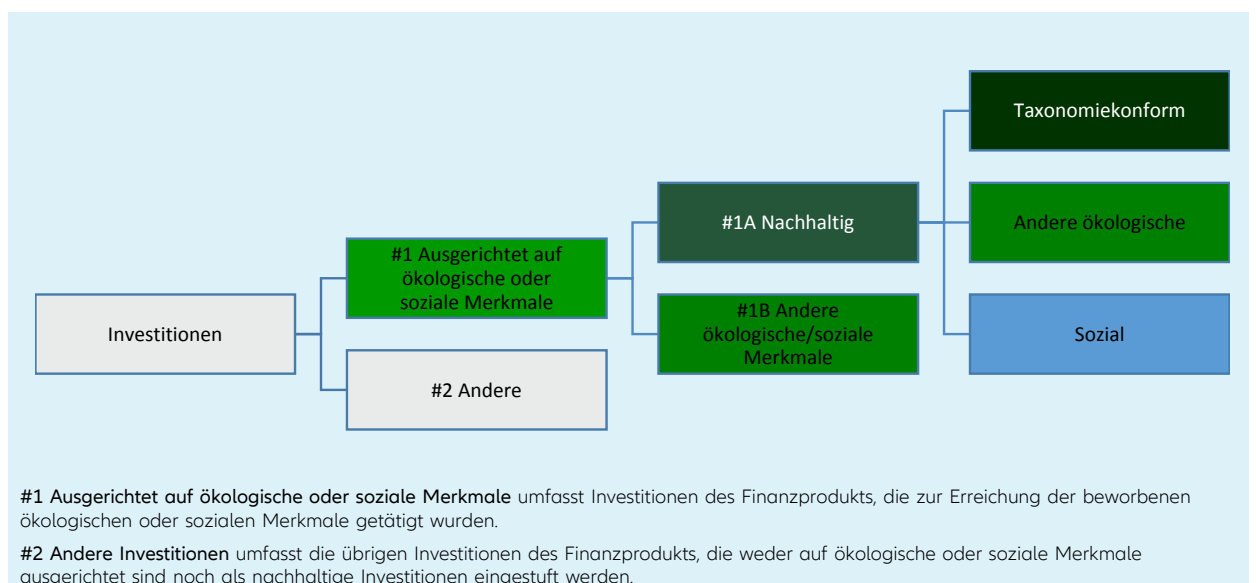 Taxonomiekonform
#1A Nachhaltig
Andere ökologische
#1 Ausgerichtet auf
ökologische oder
soziale Merkmale
Investitionen
#1B Andere
ökologische/soziale
Merkmale
Sozial
#2 Andere
#1 Ausgerichtet auf ökologische oder soziale Merkmale umfasst Investitionen des Finanzprodukts, die zur Erreichung der beworbenen
ökologischen oder sozialen Merkmale getätigt wurden.
#2 Andere Investitionen umfasst die übrigen Investitionen des Finanzprodukts, die weder auf ökologische oder soziale Merkmale
ausgerichtet sind noch als nachhaltige Investitionen eingestuft werden.